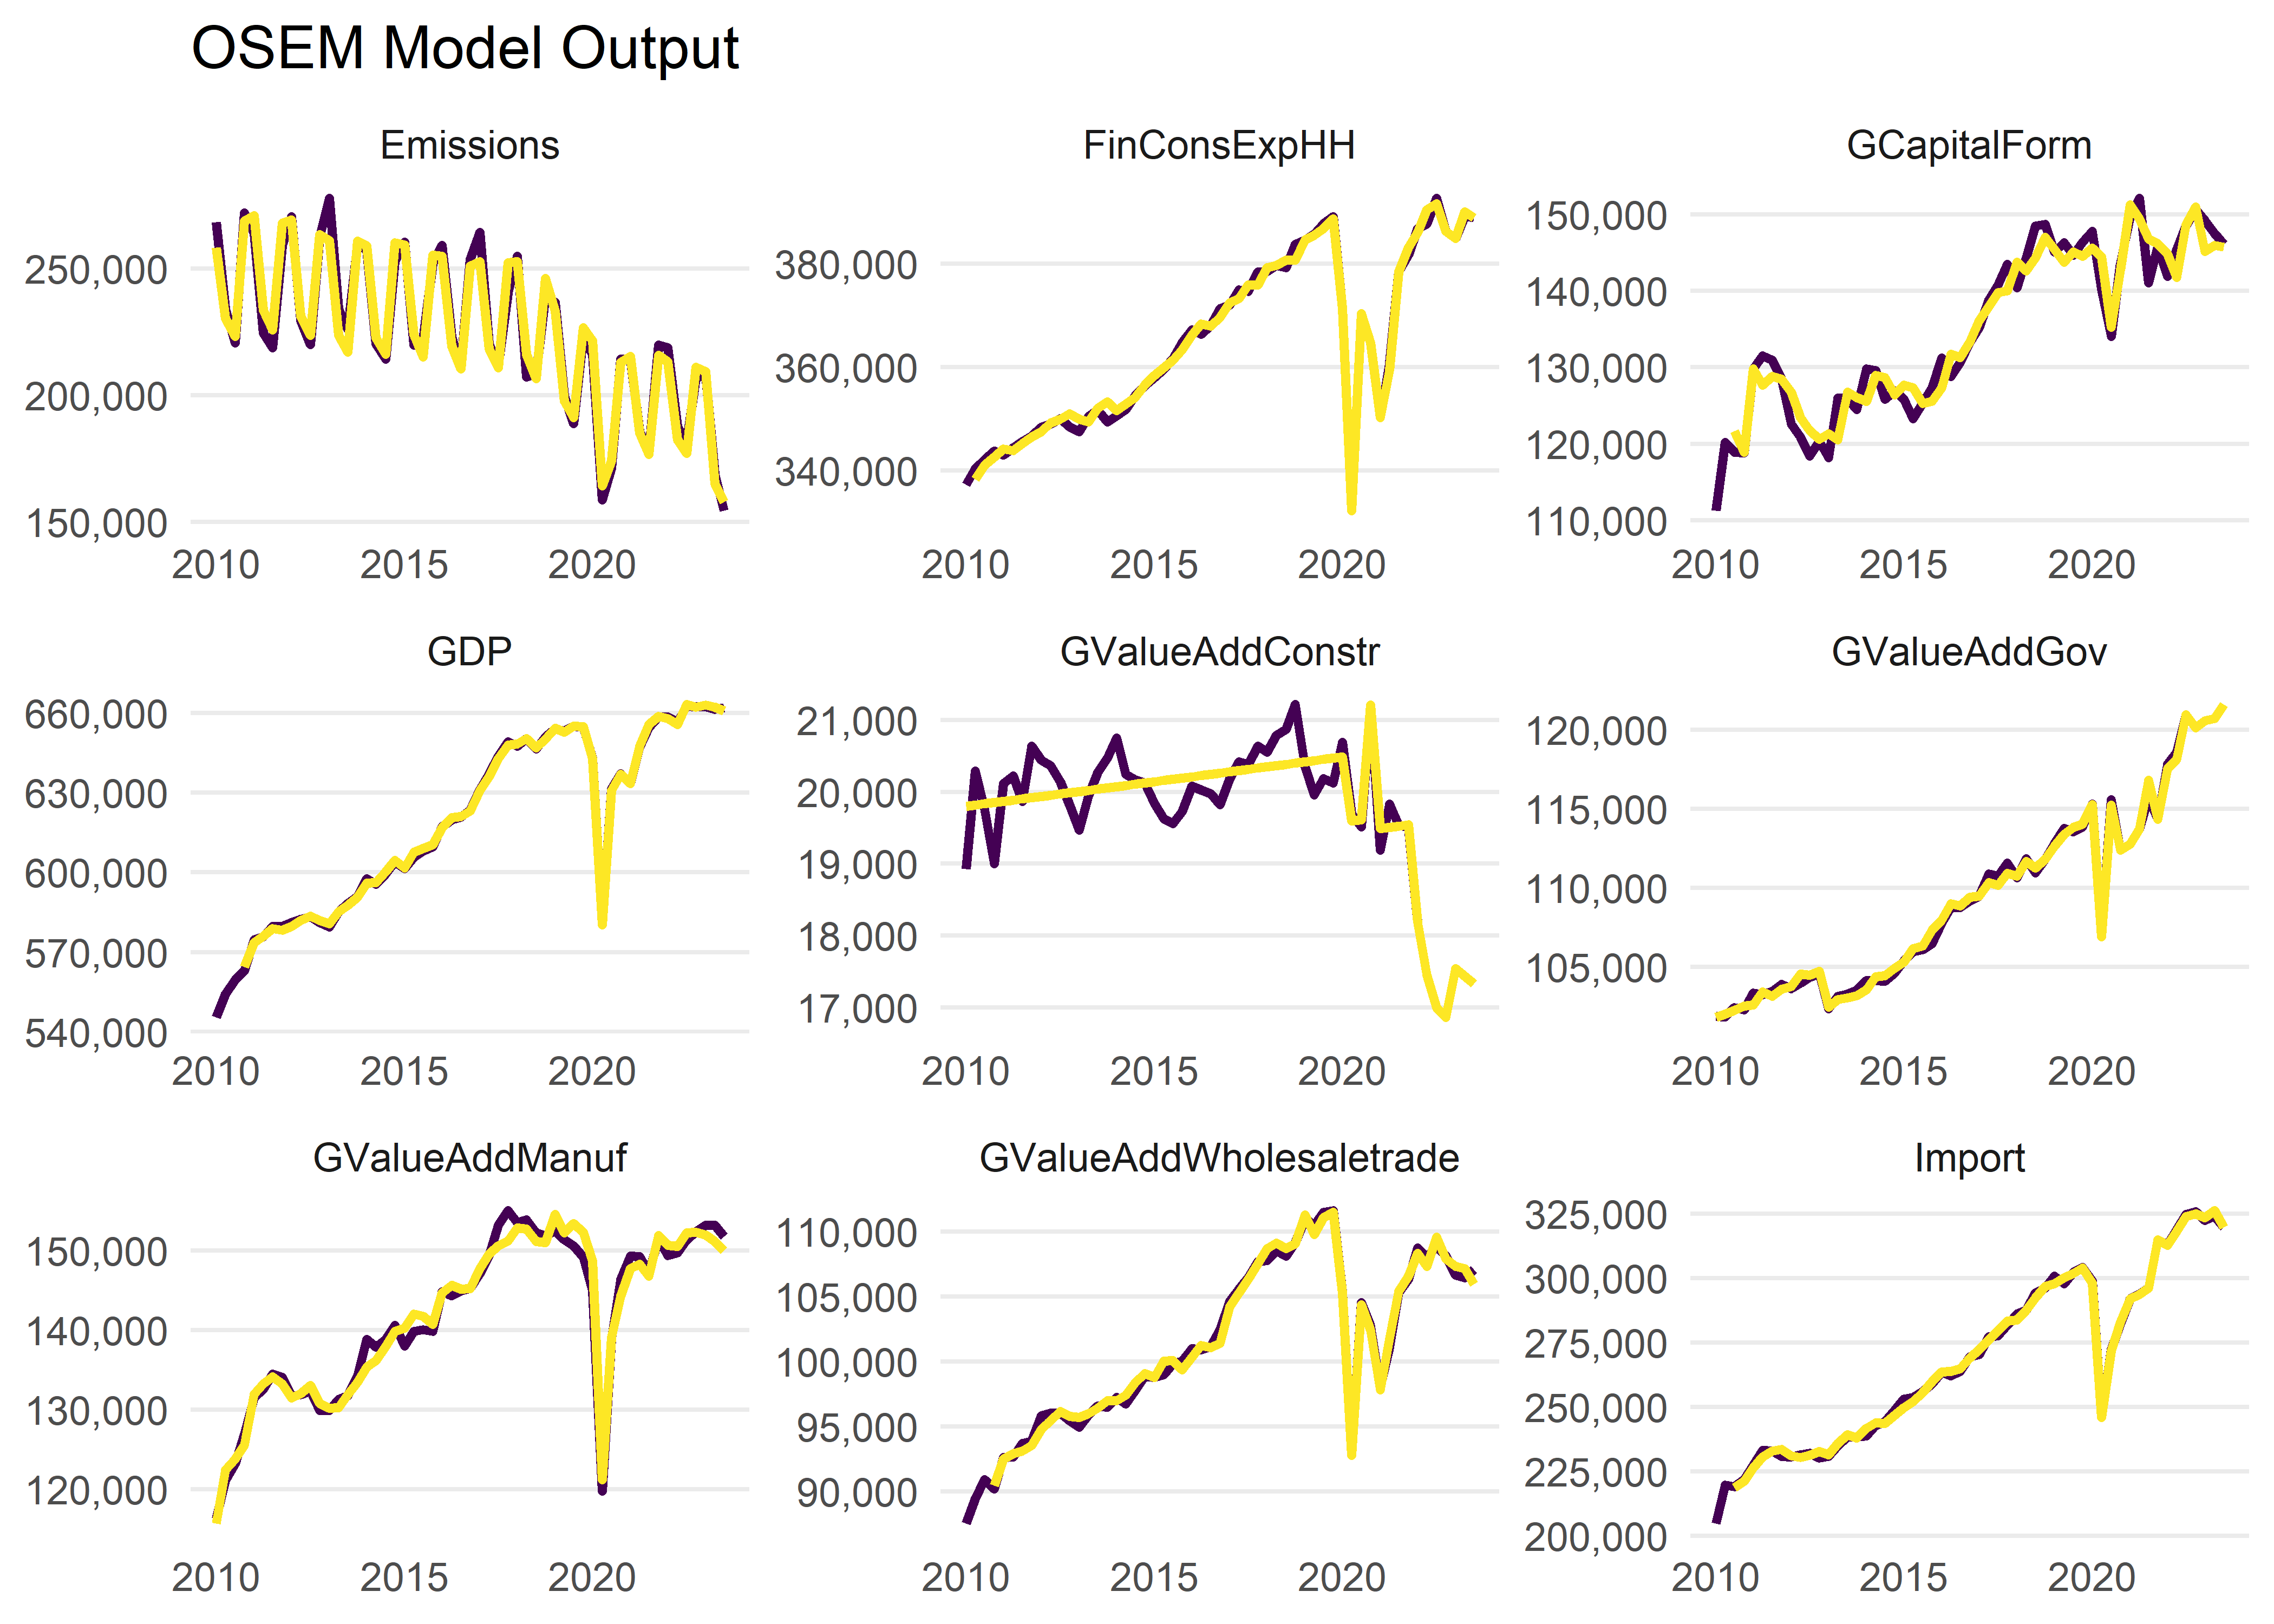 OSEM Model Output
Emissions
FinConsExpHH
GCapitalForm
250,000
200,000
150,000
2010 2015 2020
380,000
360,000
340,000
2010 2015 2020
150,000
140,000
130,000
120,000
110,000
2010 2015 2020
GDP
GValueAddConstr
GValueAddGov
660,000
630,000
600,000
570,000
540,000
2010 2015 2020
21,000
20,000
19,000
18,000
17,000
2010 2015 2020
120,000
115,000
110,000
105,000
2010 2015 2020
GValueAddManuf
GValueAddWholesaletrade
Import
150,000
140,000
130,000
120,000
2010 2015 2020
110,000
105,000
100,000
95,000
90,000
2010 2015 2020
325,000
300,000
275,000
250,000
225,000
200,000
2010 2015 2020